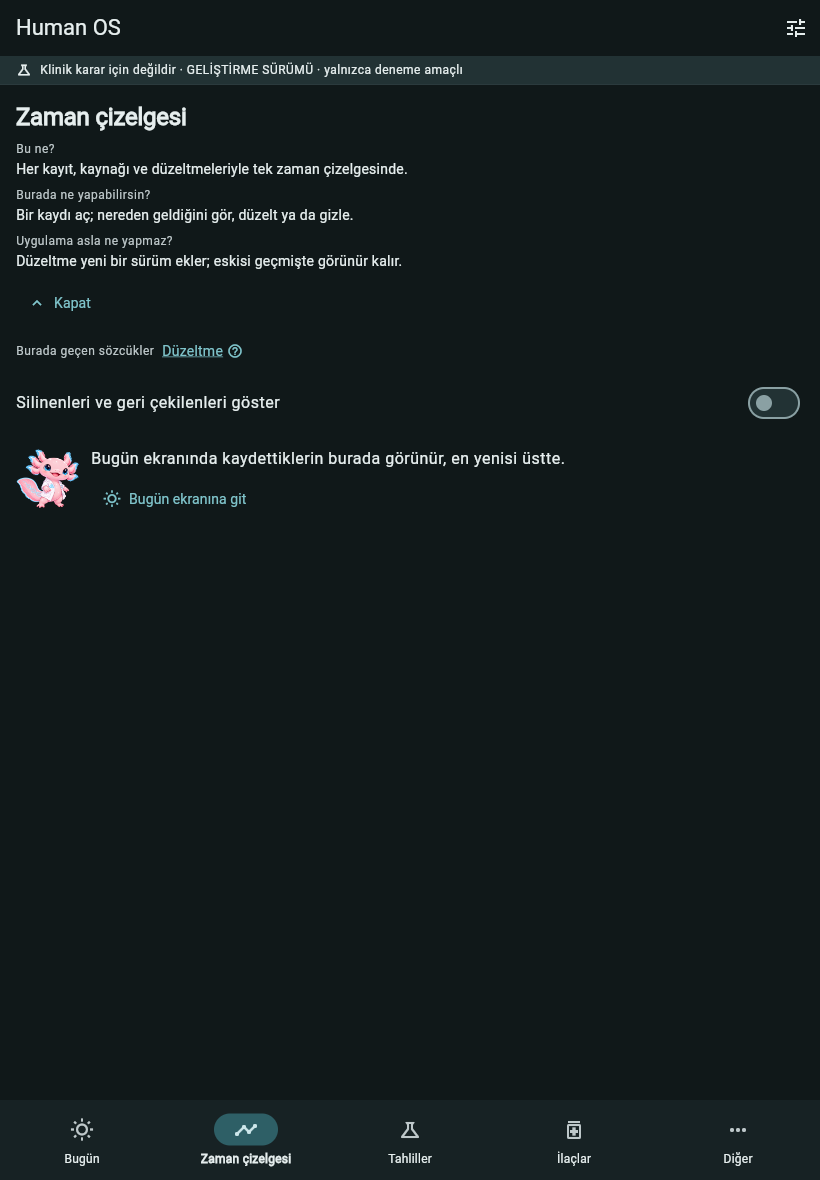 Human OS
Klinik karar için değildir · GELİŞTİRME SÜRÜMÜ · yalnızca deneme amaçlı
Zaman çizelgesi
Bu ne?
Her kayıt, kaynağı ve düzeltmeleriyle tek zaman çizelgesinde.
Burada ne yapabilirsin?
Bir kaydı aç; nereden geldiğini gör, düzelt ya da gizle.
Uygulama asla ne yapmaz?
Düzeltme yeni bir sürüm ekler; eskisi geçmişte görünür kalır.
Kapat
Burada geçen sözcükler Düzeltme
Silinenleri ve geri çekilenleri göster
Bugün ekranında kaydettiklerin burada görünür, en yenisi üstte.
Bugün ekranına git
Bugün
Zaman çizelgesi
Tahliller
İlaçlar
Diğer